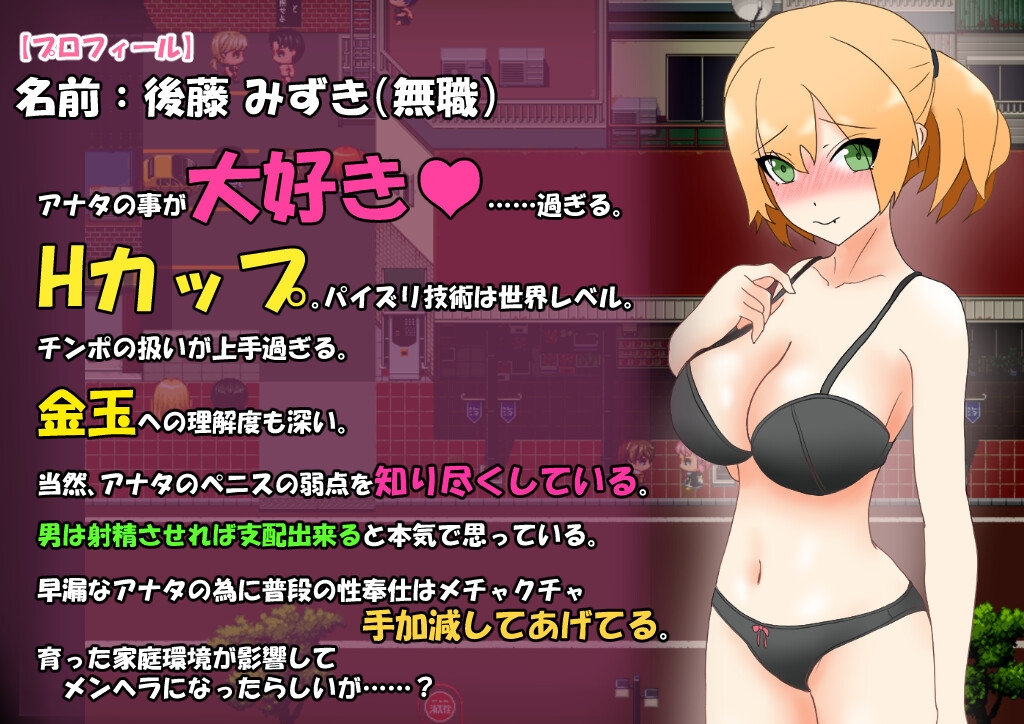 【プロフィール】
名前：後藤 みずき(無職)
アナタの事が大好き♥……過ぎる。
Hカップ。パイズリ技術は世界レベル。
チンポの扱いが上手過ぎる。
金玉への理解度も深い。
当然、アナタのペニスの弱点を知り尽くしている。
男は射精させれば支配出来ると本気で思っている。
早漏なアナタの為に普段の性奉仕はメチャクチャ
手加減してあげてる。
育った家庭環境が影響して
メンヘラになったらしいが……？